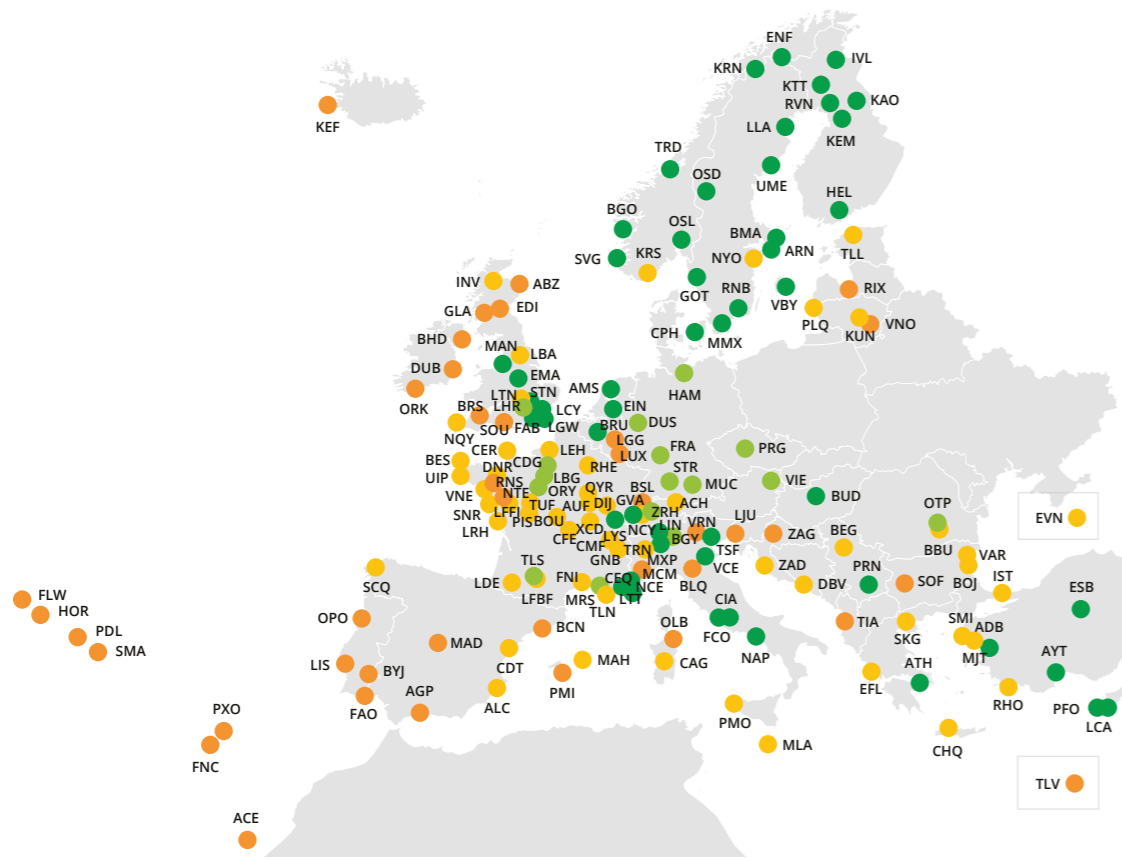 ENF
KRN
IVL
KTT
RVN
KAO
KEF
LLA
KEM
TRD
OSD
UME
HEL
BGO
OSL
BMA
SVG
KRS
NYO
ARN
TLL
INV
ABZ
GOT
RNB
VBY
RIX
GLA
EDI
PLQ
KUN
VNO
BHD
MAN
LBA
CPH
MMX
DUB
EMA
HAM
ORK
LTN
STN
AMS
BRS
LHR
LCY
EIN
NQY
SOU
FAB
LGW
BRU
DUS
LGG
CER
LEH
LUX
FRA
PRG
BES
CDG
RHE
UIP
DNR
LBG
STR
RNS
ORY
QYR
BSL
MUC
VIE
VNE
NTE
DIJ
GVA
ACH
BUD
OTP
EVN
SNR
LFFI
TUF
AUF
ZRH
LRH
PIS
BOU
XCD
NCY
LIN
VRN
LJU
ZAG
BEG
BBU
CFE
LYS
BGY
TSF
VAR
CMF
TRN
MXP
VCE
GNB
MCM
ZAD
PRN
BOJ
TLS
FNI
CEQ
NCE
BLQ
DBV
SOF
IST
SCQ
LDE
LFBF
MRS
LTT
ESB
FLW
TLN
CIA
HOR
OPO
BCN
OLB
TIA
SKG
SMI
ADB
PDL
MAD
FCO
NAP
MJT
SMA
LIS
BYJ
CDT
MAH
CAG
AYT
FAO
AGP
ALC
PMI
EFL
ATH
RHO
PFO
LCA
PXO
PMO
FNC
MLA
CHQ
TLV
ACE